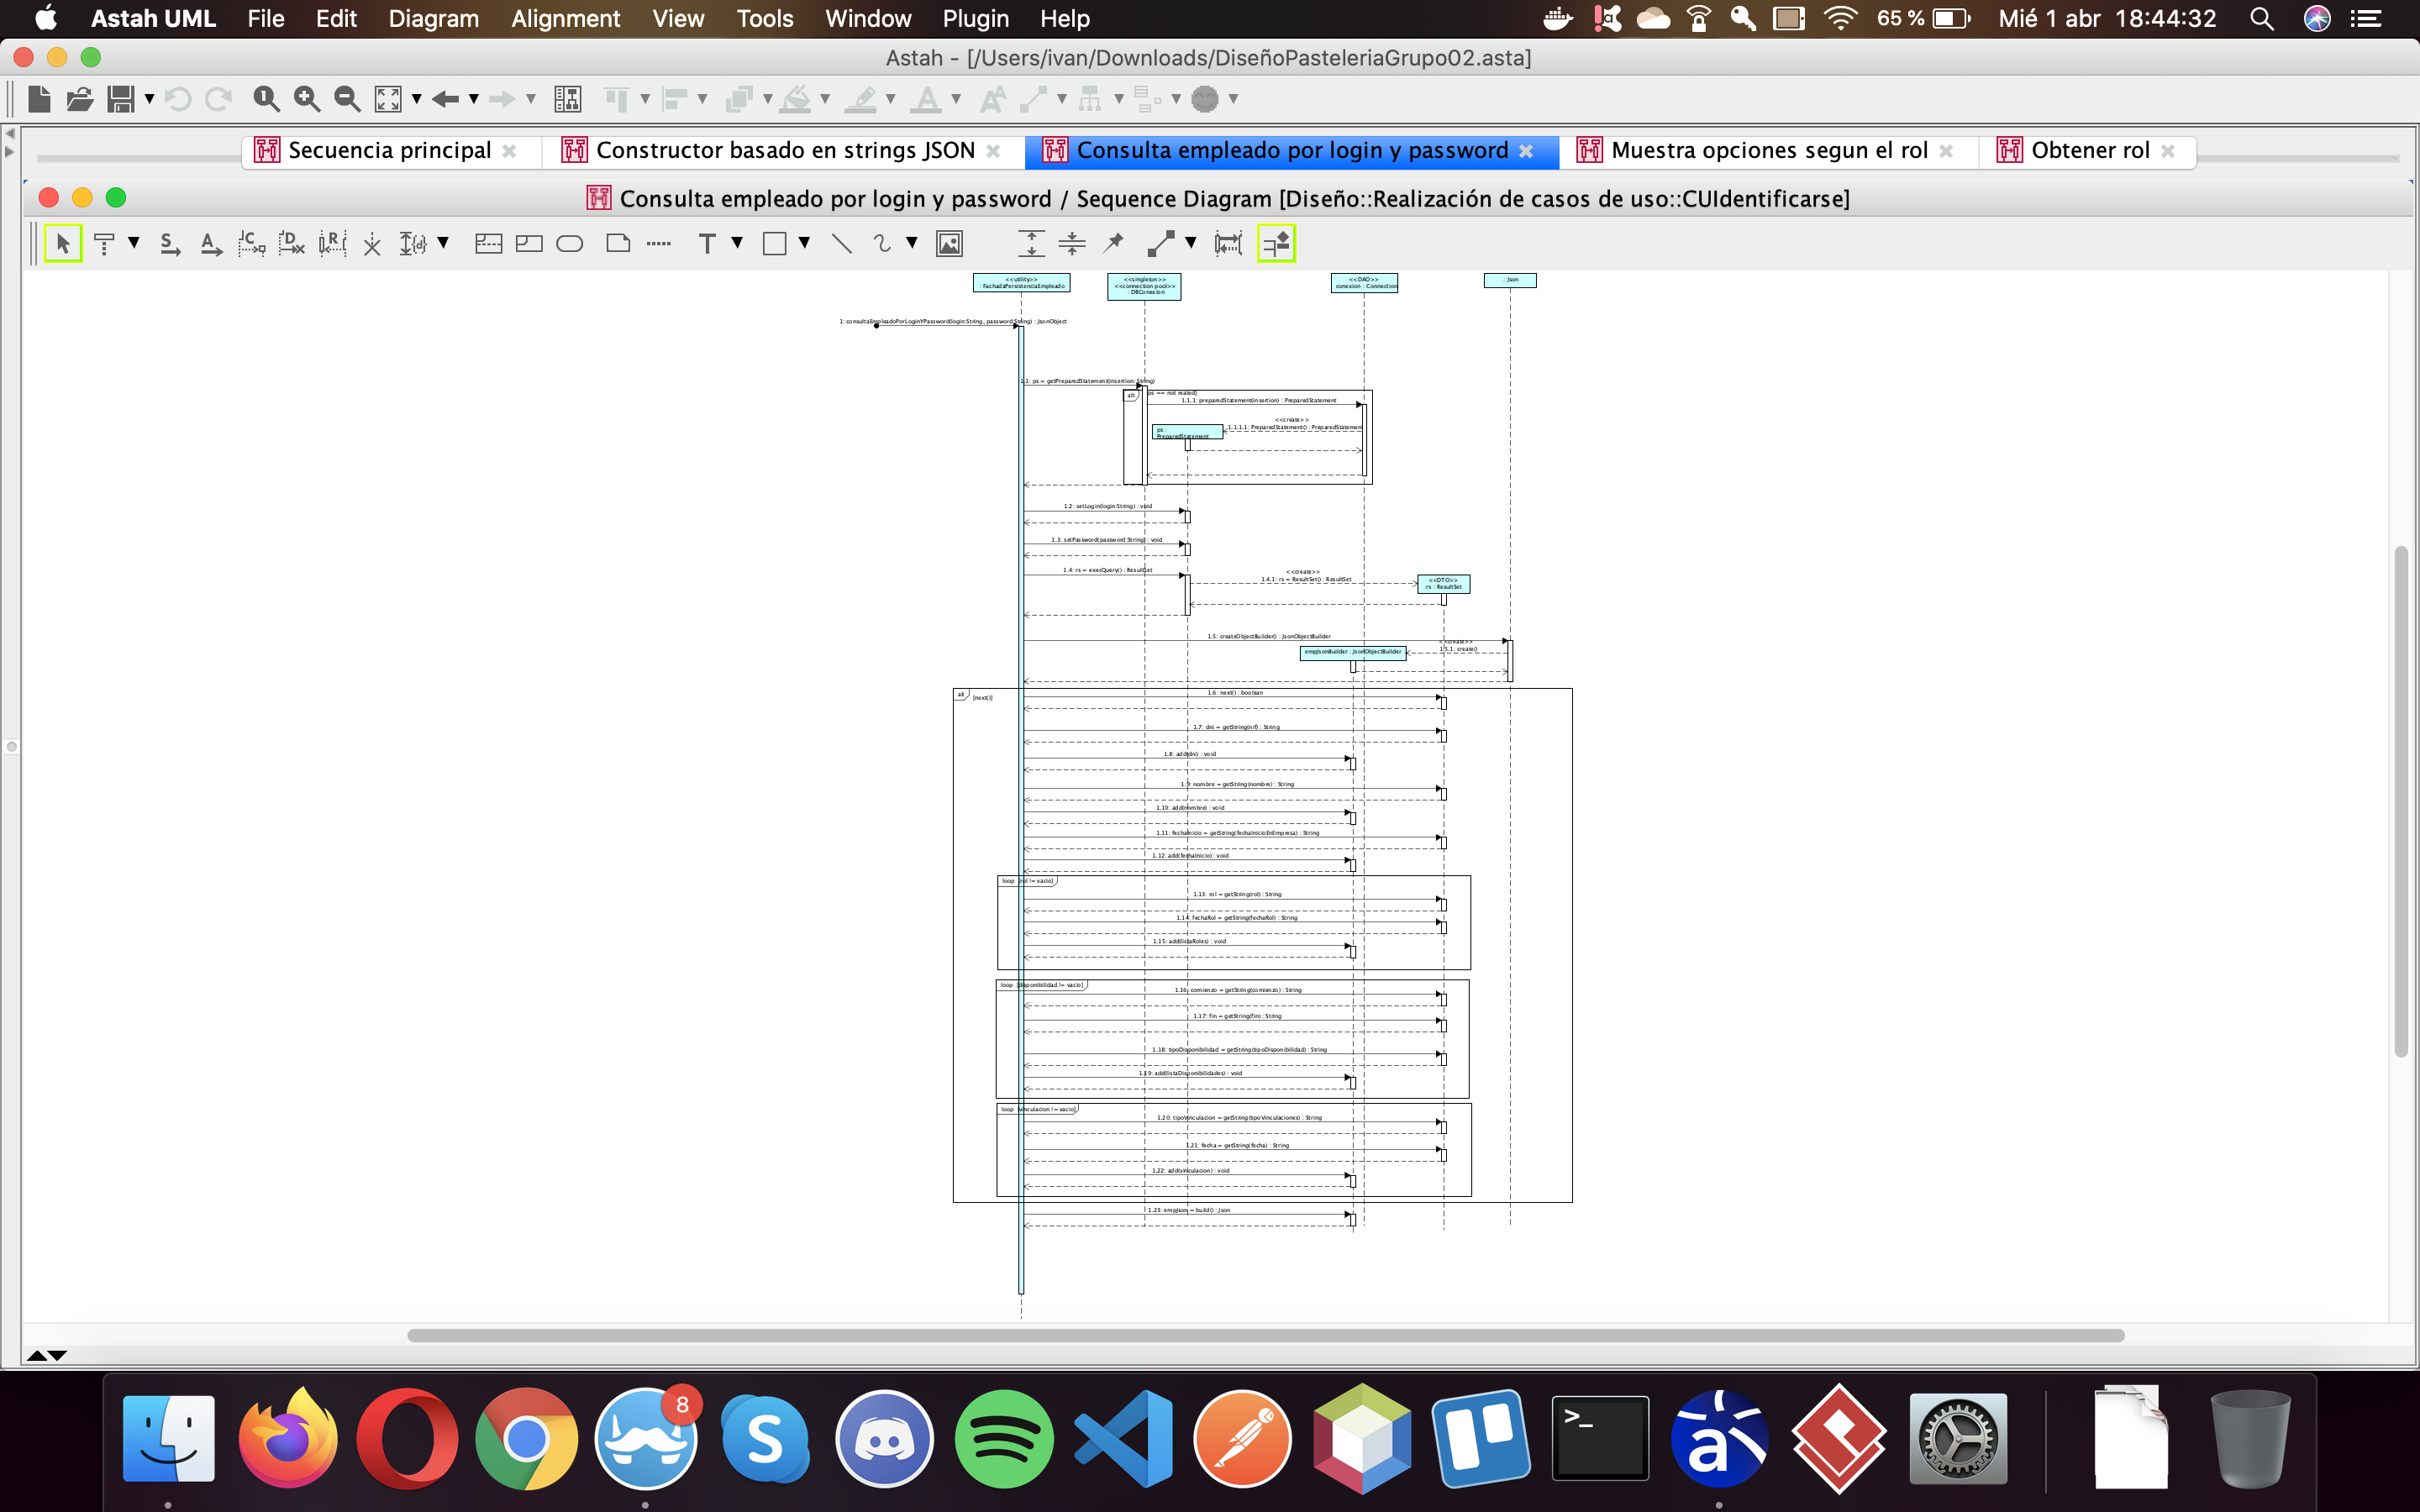 Astah UML File Edit Diagram Alignment View Tools Window Plugin Help 65 % Mié 1 abr 18:44:32
Astah - [/Users/ivan/Downloads/DiseñoPasteleriaGrupo02.asta]
Secuencia principal Constructor basado en strings JSON Consulta empleado por login y password Muestra opciones segun el rol Obtener rol
Consulta empleado por login y password / Sequence Diagram [Diseño::Realización de casos de uso::CUIdentificarse]
<<utility>>
: FachadaPersistenciaEmpleado
<<singleton>>
<<connection pool>>
: DBConexion
<<DAO>>
conexion : Connection
: Json
1: consultaEmpleadoPorLoginYPassword(login:String, password:String) : JsonObject
1.1: ps = getPreparedStatement(insertion:String)
alt
1.1.1: preparedStatement(insertion) : PreparedStatement
<<create>>
1.1.1.1: PreparedStatement() : PreparedStatement
ps :
PreparedStatement
1.2: setLogin(login:String) : void
1.3: setPassword(password:String) : void
1.4: rs = execQuery() : ResultSet
<<create>>
1.4.1: rs = ResultSet() : ResultSet
<<DTO>>
rs : ResultSet
1.5: createObjectBuilder() : JsonObjectBuilder
<<create>>
1.5.1: create()
empJsonBuilder : JsonObjectBuilder
alt [next()]
1.6: next() : boolean
1.7: dni = getString(nif) : String
1.8: add(dni) : void
1.9: nombre = getString(nombre) : String
1.10: add(nombre) : void
1.11: fechaInicio = getString(fechaInicioEnEmpresa) : String
1.12: add(fechaInicio) : void
loop [rol != vacio]
1.13: rol = getString(rol) : String
1.14: fechaRol = getString(fechaRol) : String
1.15: add(listaRoles) : void
loop [disponibilidad != vacio]
1.16: comienzo = getString(comienzo) : String
1.17: fin = getString(fin) : String
1.18: tipoDisponibilidad = getString(tipoDisponibilidad) : String
1.19: add(listaDisponibilidades) : void
loop [vinculacion != vacio]
1.20: tipoVinculacion = getString(tipoVinculaciones) : String
1.21: fecha = getString(fecha) : String
1.22: add(vinculacion) : void
1.23: empJson = build() : Json
8